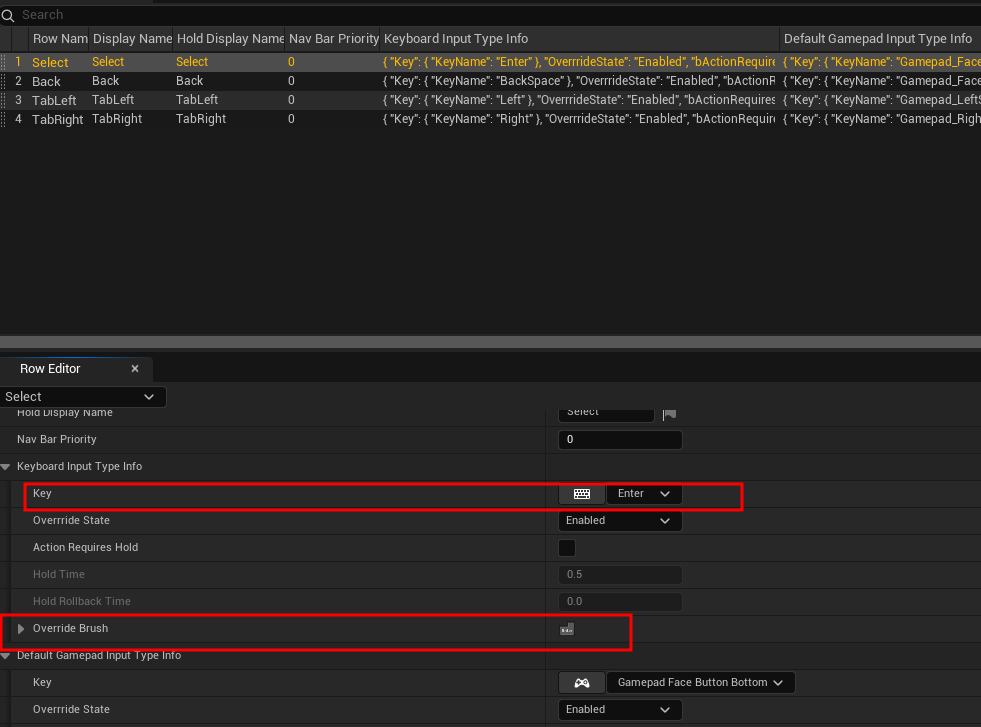 Search
Row Nam Display Name Hold Display Name Nav Bar Priority Keyboard Input Type Info Default Gamepad Input Type Info
1 Select Select Select 0 { "Key": { "KeyName": "Enter" }, "OverrrideState": "Enabled", "bActionRequire { "Key": { "KeyName": "Gamepad_Face
2 Back Back Back 0 { "Key": { "KeyName": "BackSpace" }, "OverrrideState": "Enabled", "bActionR { "Key": { "KeyName": "Gamepad_Face
3 TabLeft TabLeft TabLeft 0 { "Key": { "KeyName": "Left" }, "OverrrideState": "Enabled", "bActionRequires { "Key": { "KeyName": "Gamepad_LeftS
4 TabRight TabRight TabRight 0 { "Key": { "KeyName": "Right" }, "OverrrideState": "Enabled", "bActionRequire { "Key": { "KeyName": "Gamepad_Righ
Row Editor
Select
Hold Display Name Select
Nav Bar Priority 0
Keyboard Input Type Info
Key Enter
Overrride State Enabled
Action Requires Hold
Hold Time 0.5
Hold Rollback Time 0.0
Override Brush
Default Gamepad Input Type Info
Key Gamepad Face Button Bottom
Overrride State Enabled